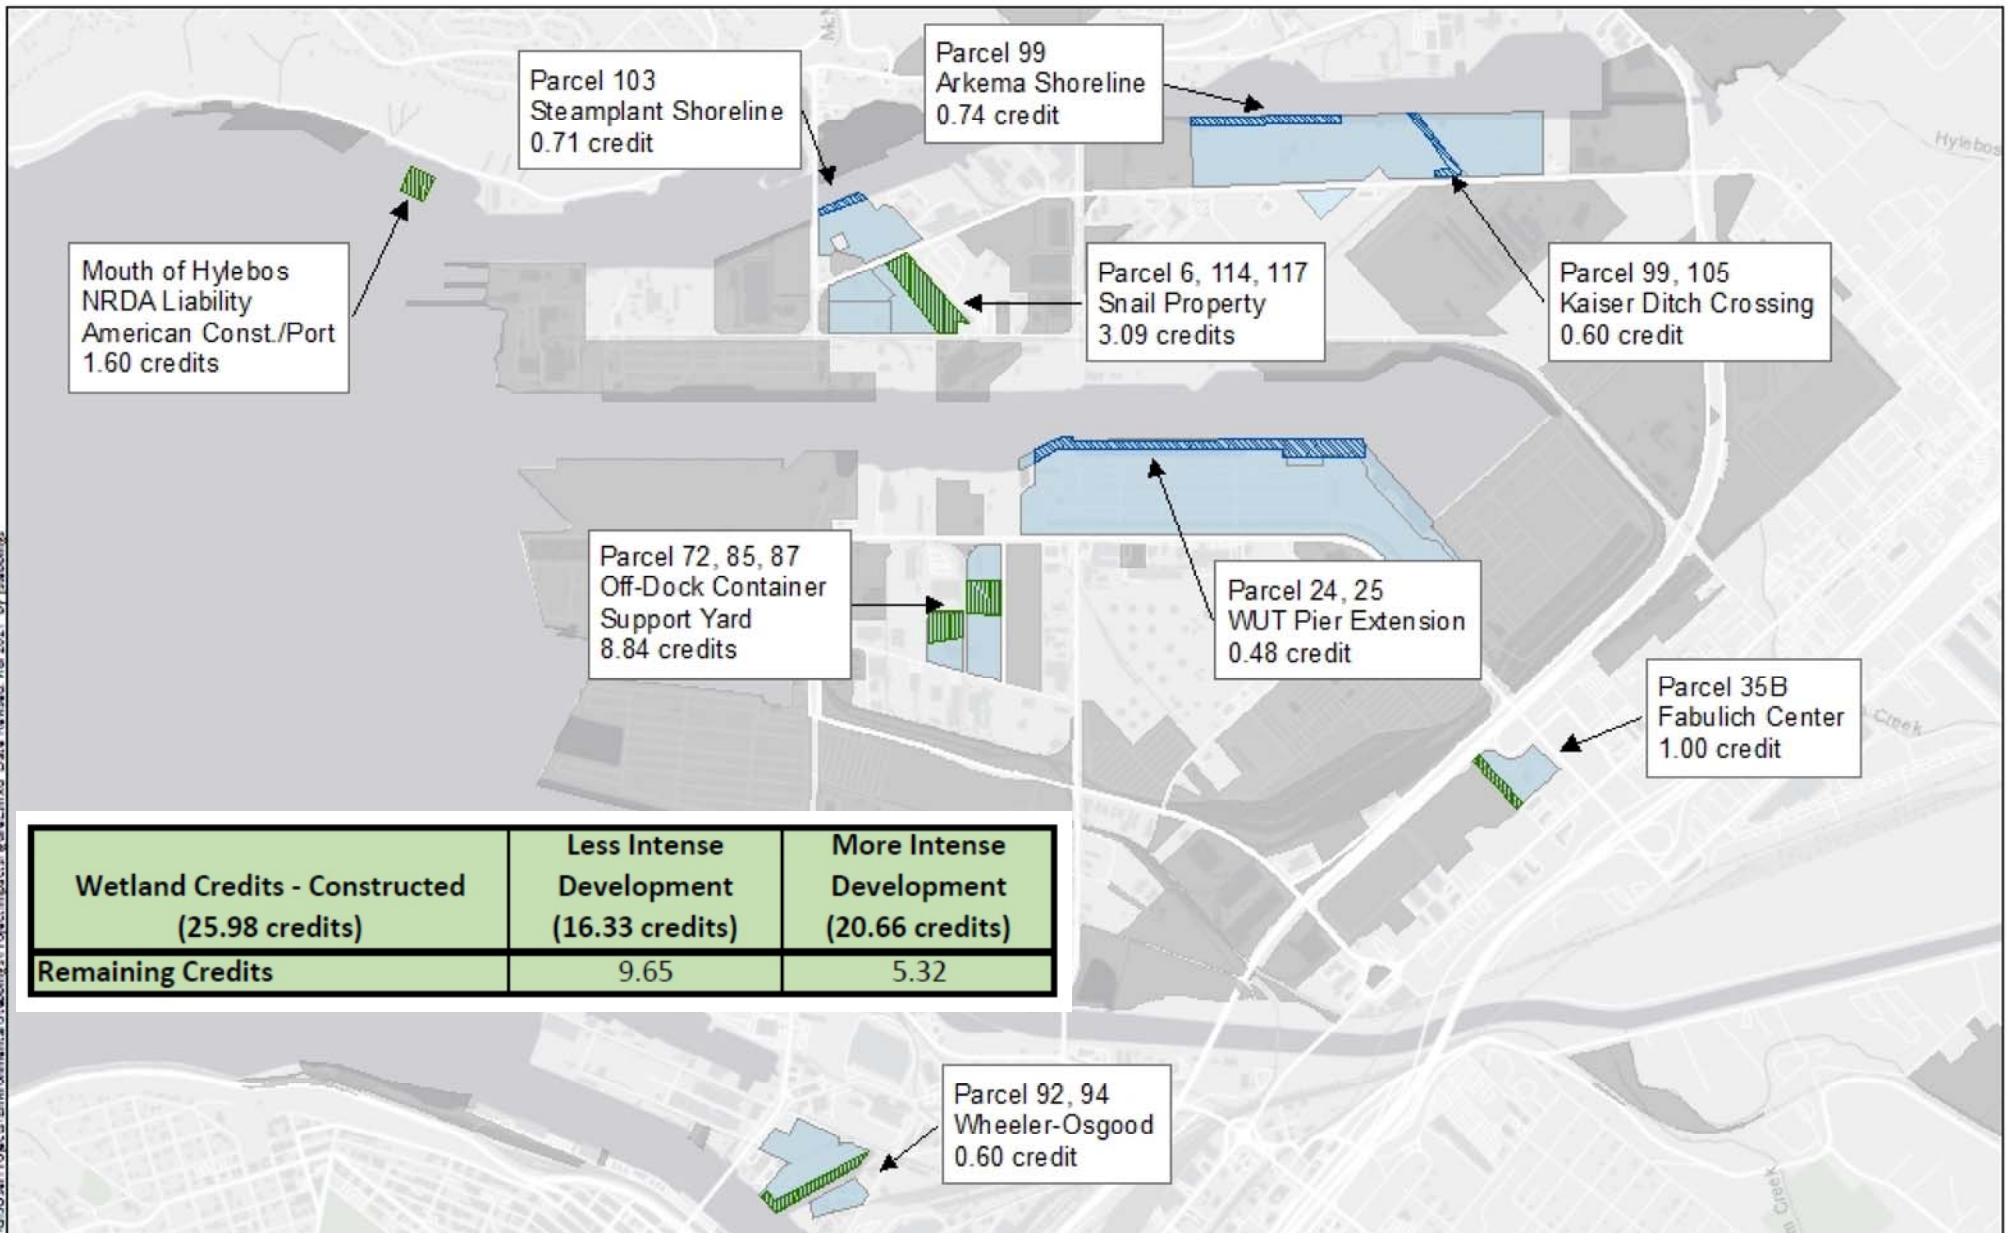 Parcel 103
Steamplant Shoreline
0.71 credit
Parcel 99
Arkema Shoreline
0.74 credit
Hylebos
Mouth of Hylebos
NRDA Liability
American Const./Port
1.60 credits
Parcel 6, 114, 117
Snail Property
3.09 credits
Parcel 99, 105
Kaiser Ditch Crossing
0.60 credit
Parcel 72, 85, 87
Off-Dock Container
Support Yard
8.84 credits
Parcel 24, 25
WUT Pier Extension
0.48 credit
Parcel 35B
Fabulich Center
1.00 credit
Creek
Wetland Credits - Constructed
(25.98 credits)
Less Intense
Development
(16.33 credits)
More Intense
Development
(20.66 credits)
Remaining Credits 9.65 5.32
Parcel 92, 94
Wheeler-Osgood
0.60 credit
Creek